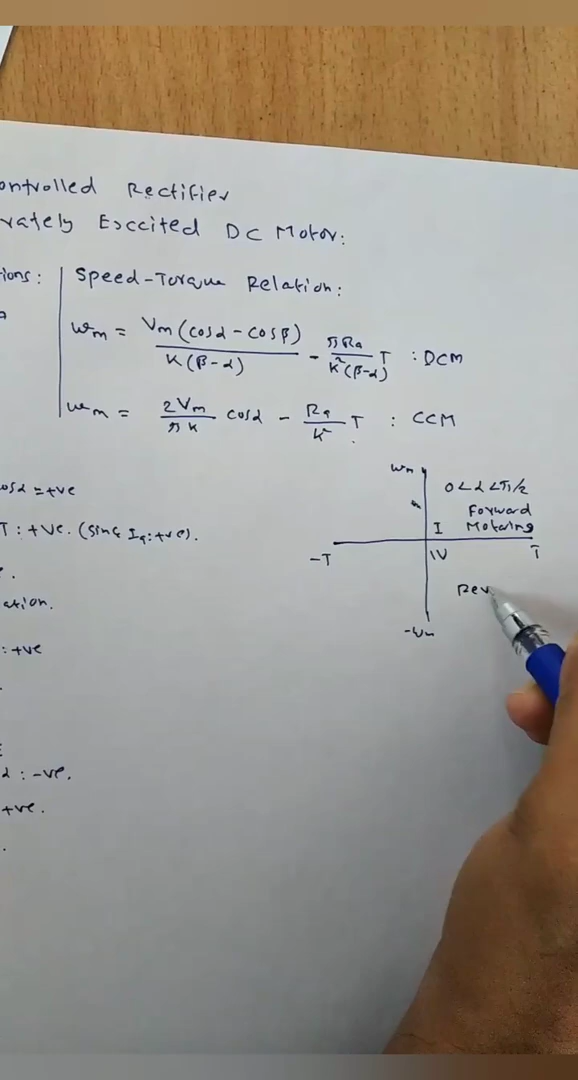 ontrolled Rectifier
rately Excited DC Motor:
tions:
Speed-Torque Relation:
ωm = Vm(cosα - cosβ) / K(β-α) - πRa / K²(β-α) T : DCM
ωm = 2Vm / πK cosα - Ra / K² T : CCM
osα = +ve
T : +ve. (Since Ia : +ve).
ation.
: +ve
α : -ve.
+ve.
ωm
0<α<π/2
Forward
I Motering
-T IV T
Rev
-ωm